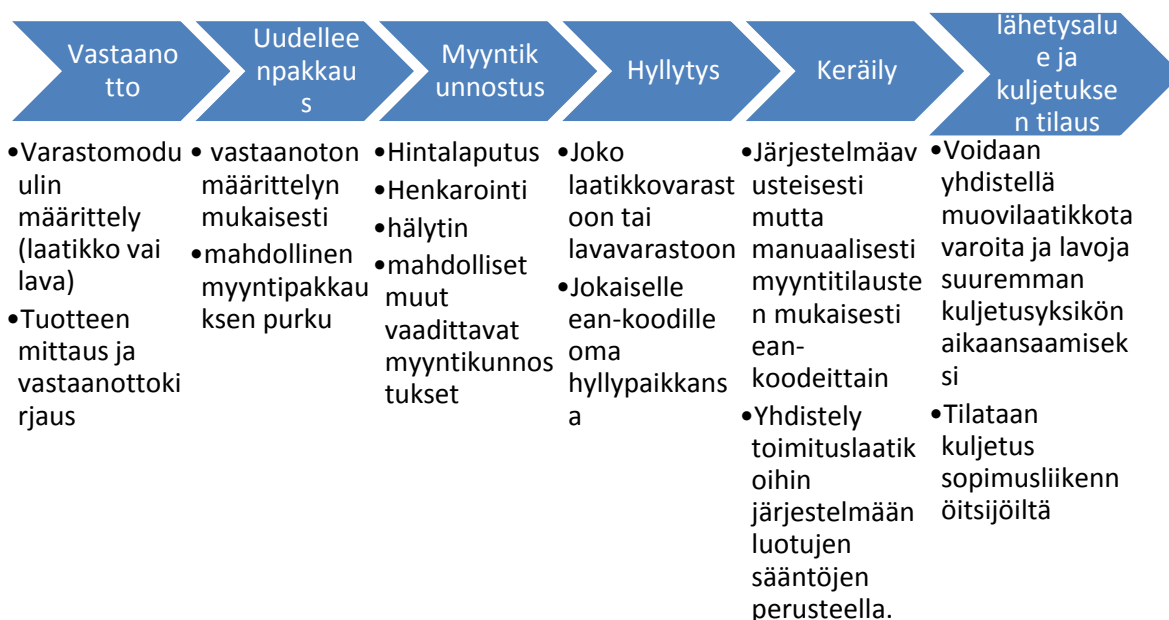 Vastaano
tto
Uudellee
npakkau
s
Myyntik
unnostus
Hyllytys
Keräily
lähetysalu
e ja
kuljetukse
n tilaus
•Varastomodu
ulin
määrittely
(laatikko vai
lava)
•Tuotteen
mittaus ja
vastaanottoki
rjaus
• vastaanoton
määrittelyn
mukaisesti
•mahdollinen
myyntipakkau
ksen purku
•Hintalaputus
•Henkarointi
•hälytin
•mahdolliset
muut
vaadittavat
myyntikunnos
tukset
•Joko
laatikkovarast
oon tai
lavavarastoon
•Jokaiselle
ean-koodille
oma
hyllypaikkans
a
•Järjestelmäav
usteisesti
mutta
manuaalisesti
myyntitilauste
n mukaisesti
ean-
koodeittain
•Yhdistely
toimituslaatik
oihin
järjestelmään
luotujen
sääntöjen
perusteella.
•Voidaan
yhdistellä
muovilaatikkota
varoita ja lavoja
suuremman
kuljetusyksikön
aikaansaamisek
si
•Tilataan
kuljetus
sopimusliikenn
öitsijöiltä